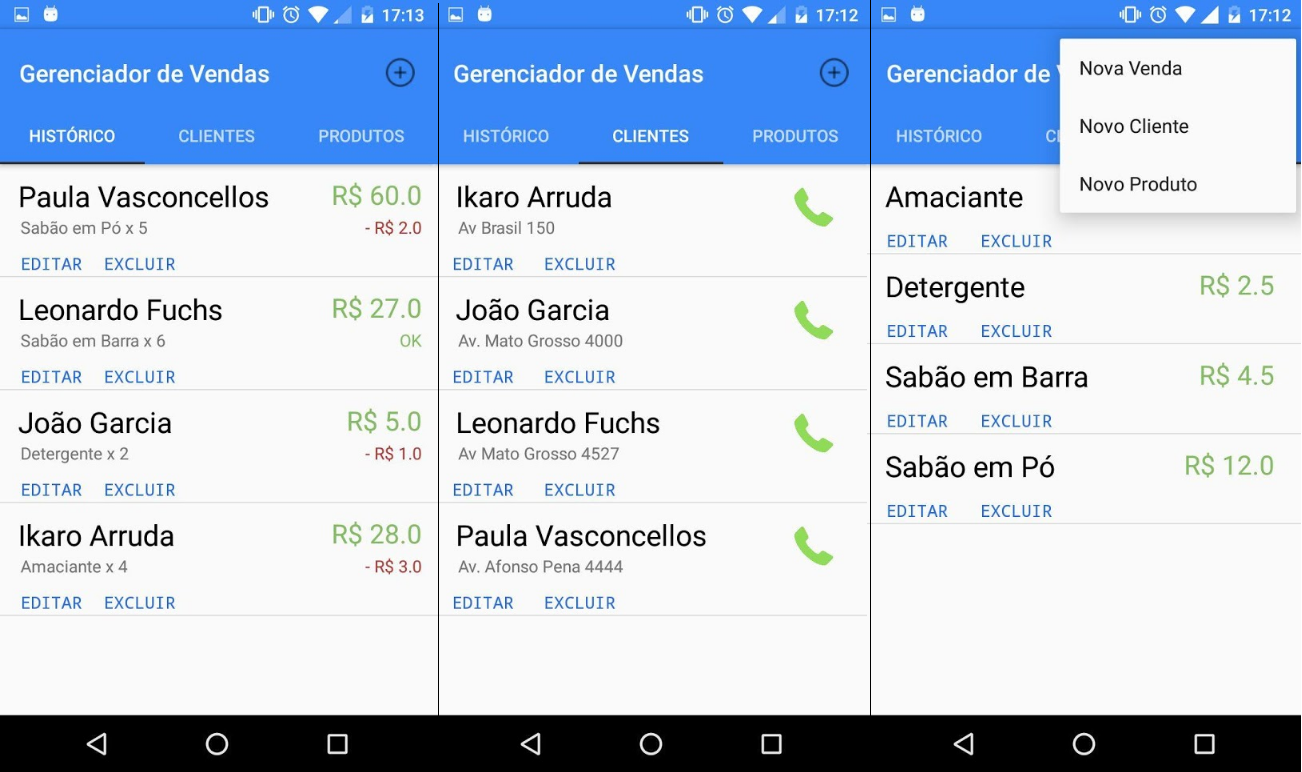 17:13
Gerenciador de Vendas
HISTÓRICO CLIENTES PRODUTOS
Paula Vasconcellos R$ 60.0
Sabão em Pó x 5 - R$ 2.0
EDITAR EXCLUIR
Leonardo Fuchs R$ 27.0
Sabão em Barra x 6 OK
EDITAR EXCLUIR
João Garcia R$ 5.0
Detergente x 2 - R$ 1.0
EDITAR EXCLUIR
Ikaro Arruda R$ 28.0
Amaciante x 4 - R$ 3.0
EDITAR EXCLUIR
17:12
Gerenciador de Vendas
HISTÓRICO CLIENTES PRODUTOS
Ikaro Arruda
Av Brasil 150
EDITAR EXCLUIR
João Garcia
Av. Mato Grosso 4000
EDITAR EXCLUIR
Leonardo Fuchs
Av Mato Grosso 4527
EDITAR EXCLUIR
Paula Vasconcellos
Av. Afonso Pena 4444
EDITAR EXCLUIR
17:12
Gerenciador de
Nova Venda
Novo Cliente
Novo Produto
HISTÓRICO
Amaciante
EDITAR EXCLUIR
Detergente R$ 2.5
EDITAR EXCLUIR
Sabão em Barra R$ 4.5
EDITAR EXCLUIR
Sabão em Pó R$ 12.0
EDITAR EXCLUIR